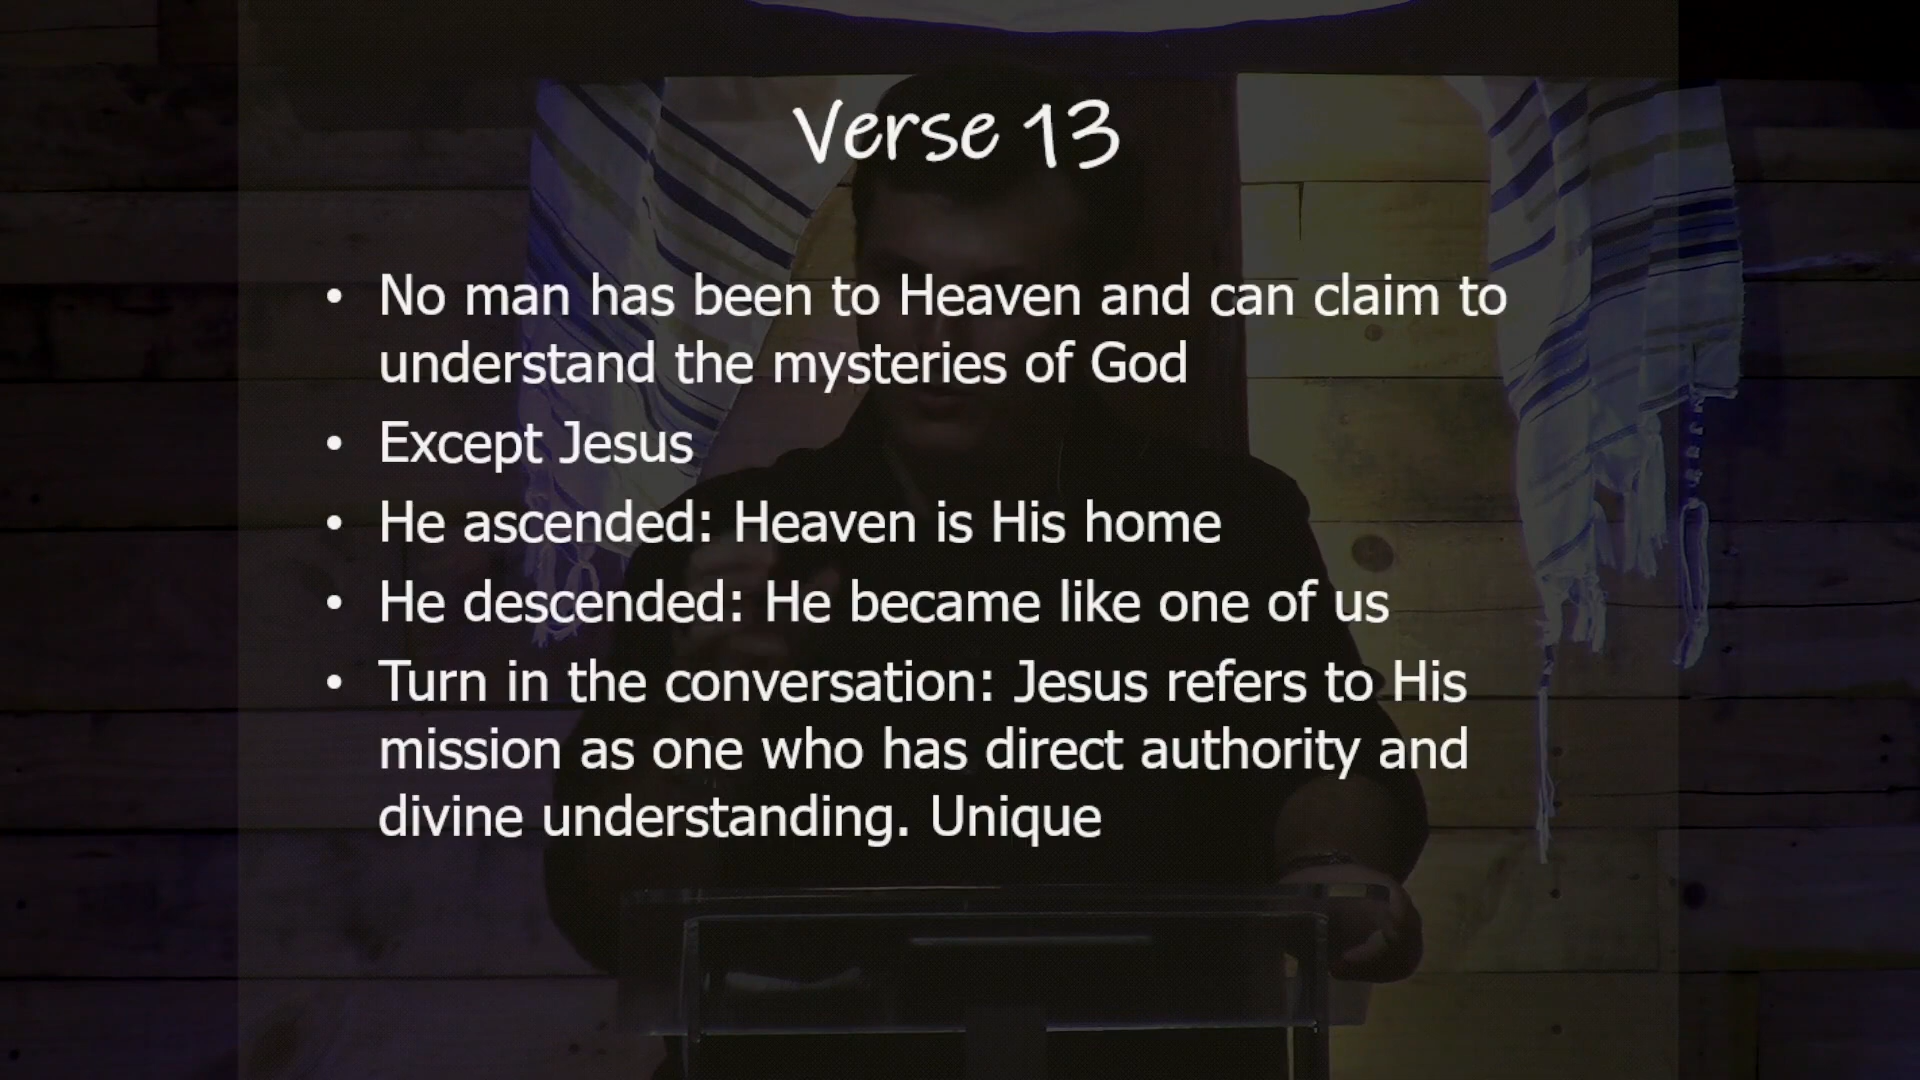 Verse 13
• No man has been to Heaven and can claim to
understand the mysteries of God
• Except Jesus
• He ascended: Heaven is His home
• He descended: He became like one of us
• Turn in the conversation: Jesus refers to His
mission as one who has direct authority and
divine understanding. Unique